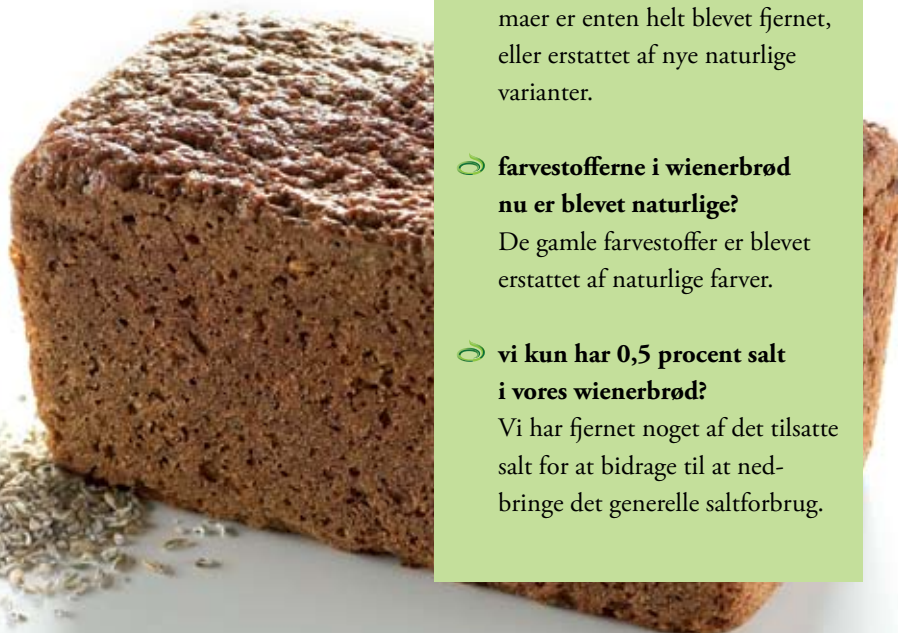 maer er enten helt blevet fjernet,
eller erstattet af nye naturlige
varianter.
farvestofferne i wienerbrød
nu er blevet naturlige?
De gamle farvestoffer er blevet
erstattet af naturlige farver.
vi kun har 0,5 procent salt
i vores wienerbrød?
Vi har fjernet noget af det tilsatte
salt for at bidrage til at ned-
bringe det generelle saltforbrug.